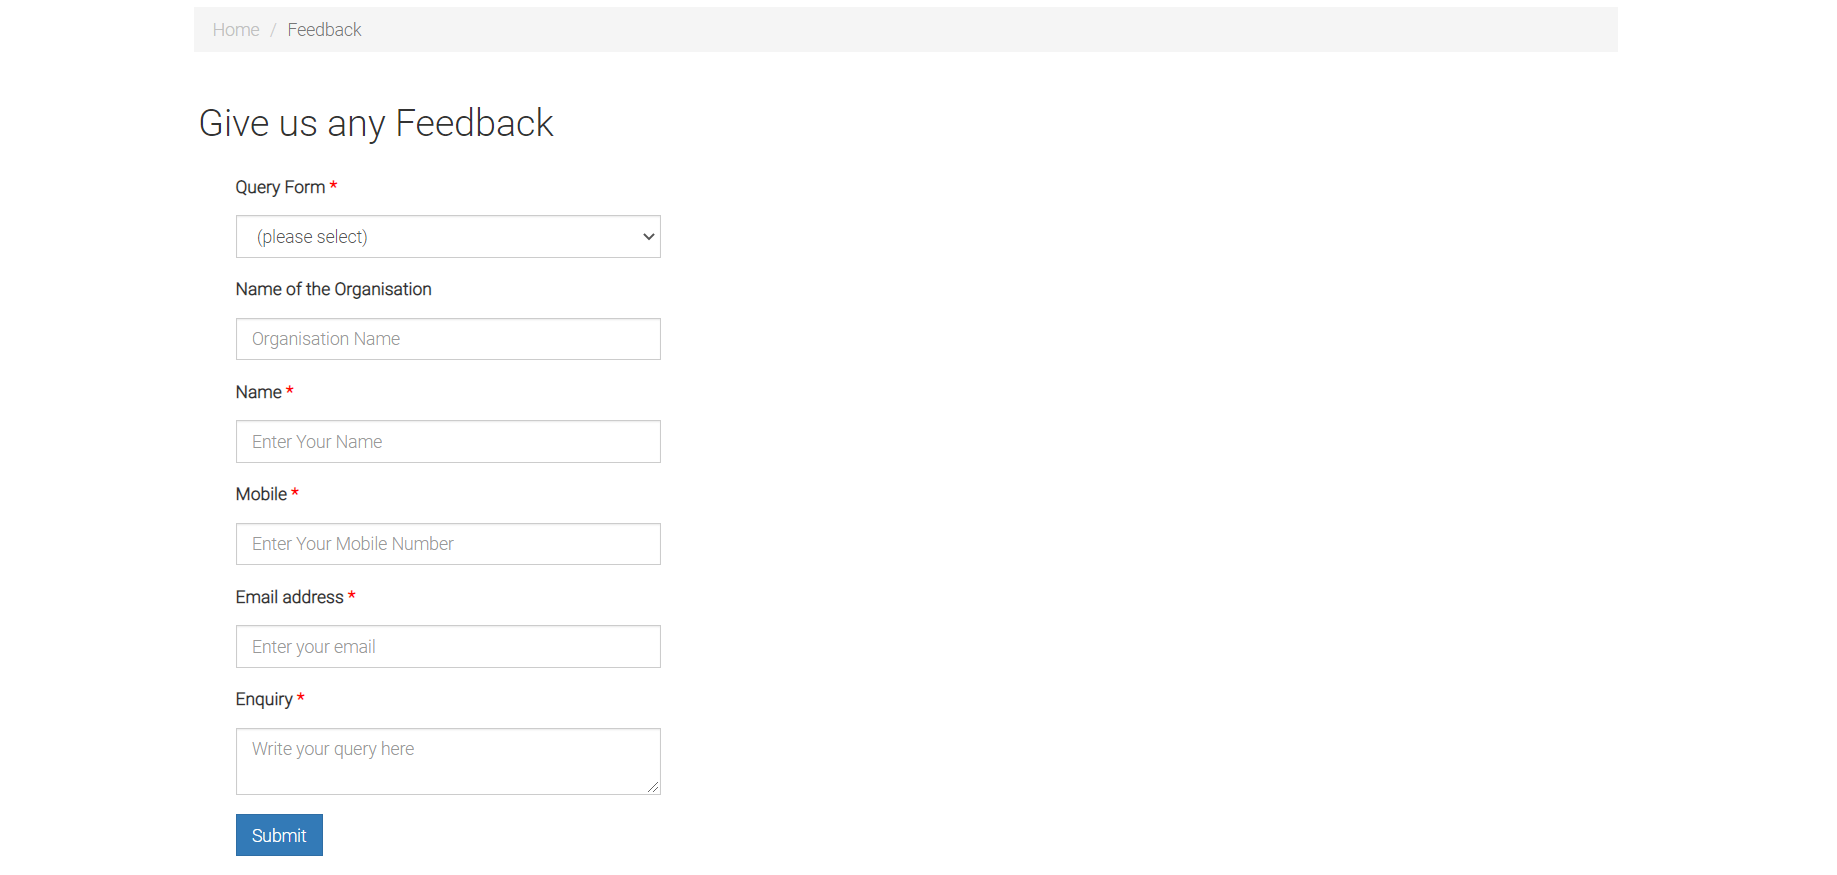 Home / Feedback
Give us any Feedback
Query Form *
(please select)
Name of the Organisation
Organisation Name
Name *
Enter Your Name
Mobile *
Enter Your Mobile Number
Email address *
Enter your email
Enquiry *
Write your query here
Submit